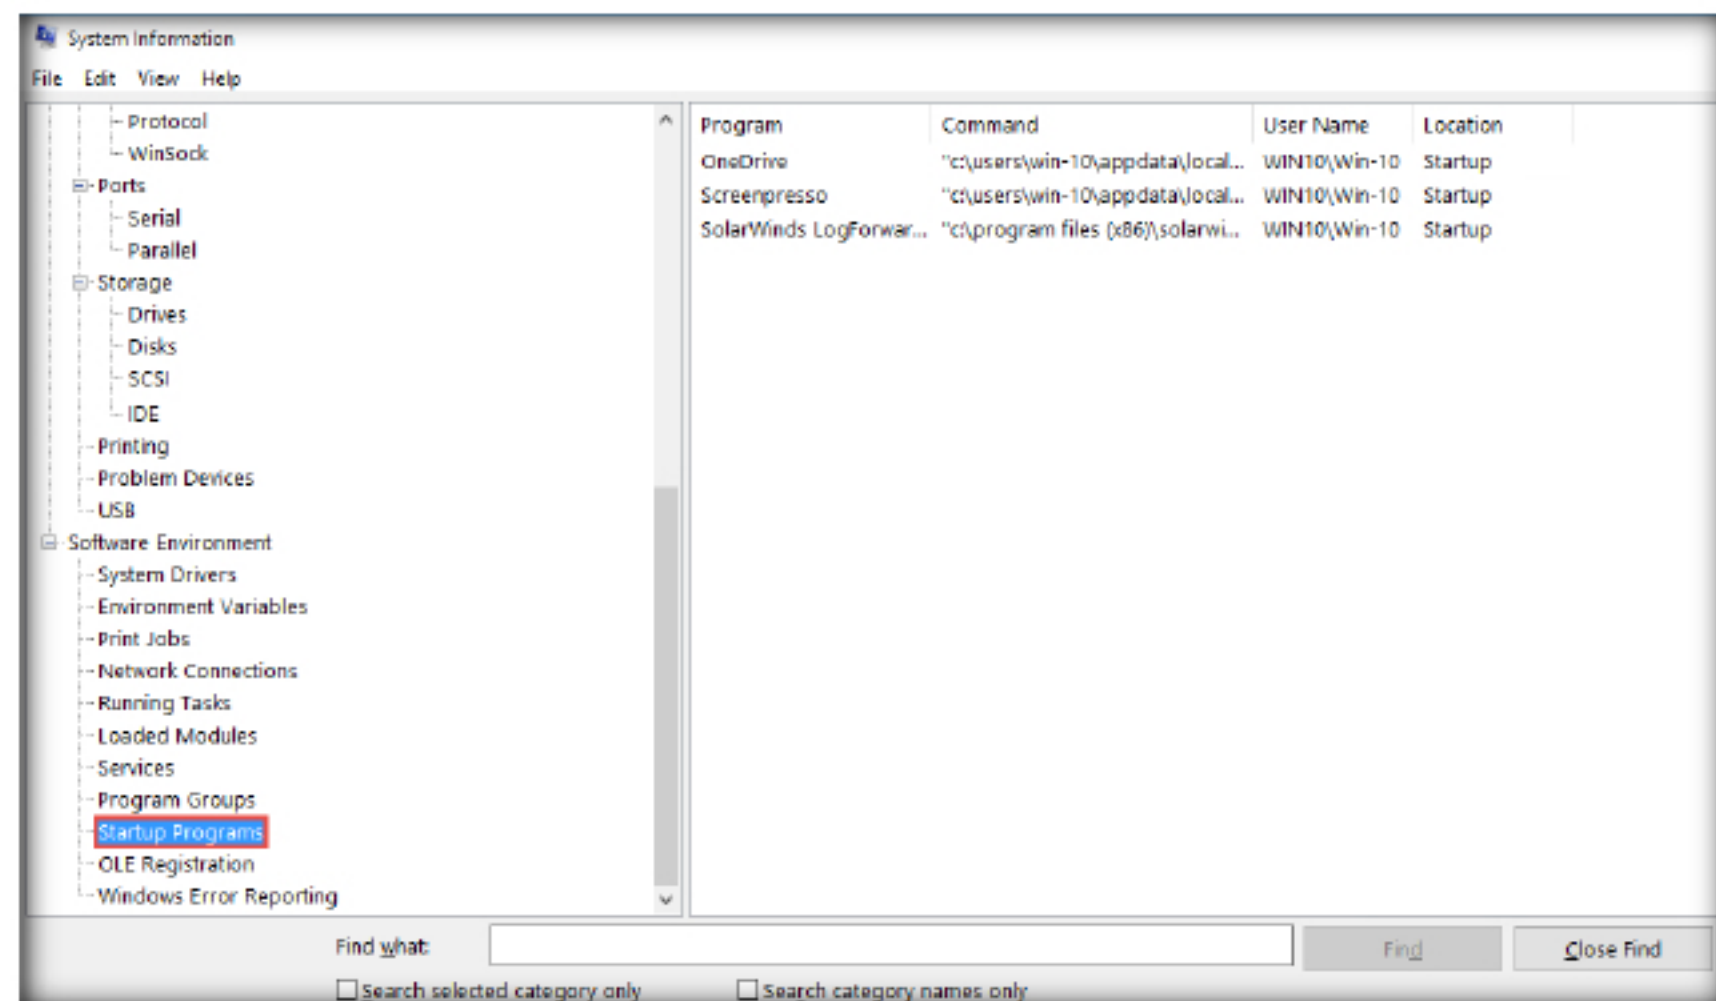 System Information
File Edit View Help
Protocol
WinSock
Ports
Serial
Parallel
Storage
Drives
Disks
SCSI
IDE
Printing
Problem Devices
USB
Software Environment
System Drivers
Environment Variables
Print Jobs
Network Connections
Running Tasks
Loaded Modules
Services
Program Groups
Startup Programs
OLE Registration
Windows Error Reporting
Program Command User Name Location
OneDrive "c:\users\win-10\appdata\local... WIN10\Win-10 Startup
Screenpresso "c:\users\win-10\appdata\local... WIN10\Win-10 Startup
SolarWinds LogForwar... "c:\program files (x86)\solarwi... WIN10\Win-10 Startup
Find what: Find Close Find
Search selected category only Search category names only